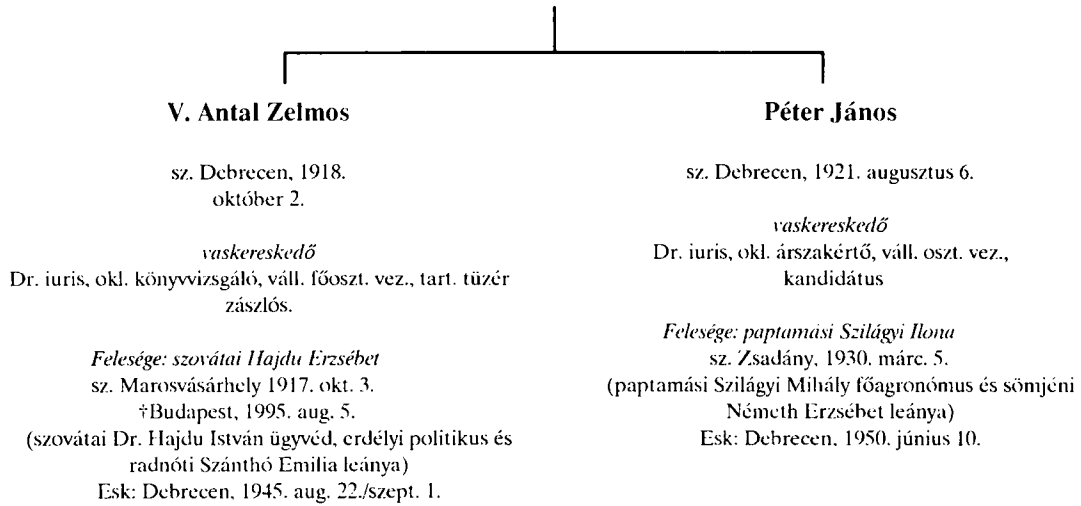 V. Antal Zelmos
sz. Debrecen, 1918.
október 2.
vaskereskedő
Dr. iuris, okl. könyvvizsgáló, váll. főoszt. vez., tart. tüzér
zászlós.
Felesége: szovátai Hajdu Erzsébet
sz. Marosvásárhely 1917. okt. 3.
†Budapest, 1995. aug. 5.
(szovátai Dr. Hajdu István ügyvéd, erdélyi politikus és
radnóti Szánthó Emilia leánya)
Esk: Debrecen, 1945. aug. 22./szept. 1.
Péter János
sz. Debrecen, 1921. augusztus 6.
vaskereskedő
Dr. iuris, okl. árszakértő, váll. oszt. vez.,
kandidátus
Felesége: paptamási Szilágyi Ilona
sz. Zsadány, 1930. márc. 5.
(paptamási Szilágyi Mihály főagronómus és sömjéni
Németh Erzsébet leánya)
Esk: Debrecen, 1950. június 10.